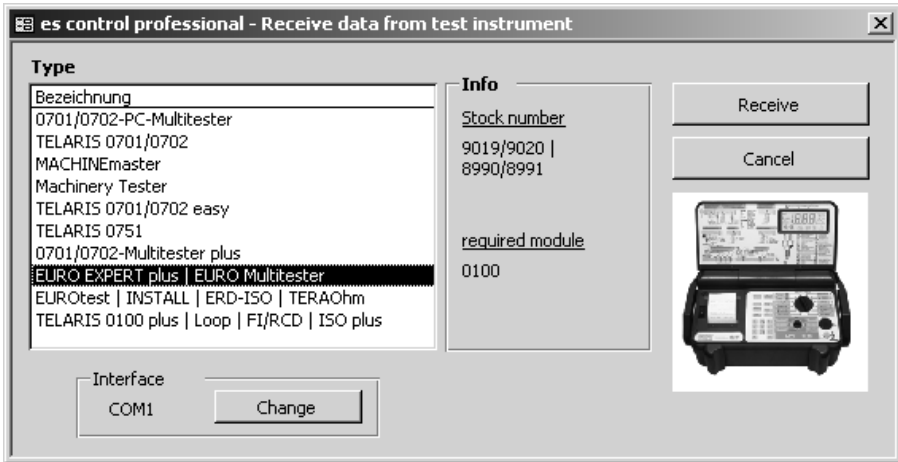 es control professional - Receive data from test instrument
Type
Bezeichnung
0701/0702-PC-Multitester
TELARIS 0701/0702
MACHINEmaster
Machinery Tester
TELARIS 0701/0702 easy
TELARIS 0751
0701/0702-Multitester plus
EURO EXPERT plus | EURO Multitester
EUROtest | INSTALL | ERD-ISO | TERAOhm
TELARIS 0100 plus | Loop | FI/RCD | ISO plus
Info
Stock number
9019/9020 |
8990/8991
required module
0100
Receive
Cancel
Interface
COM1
Change